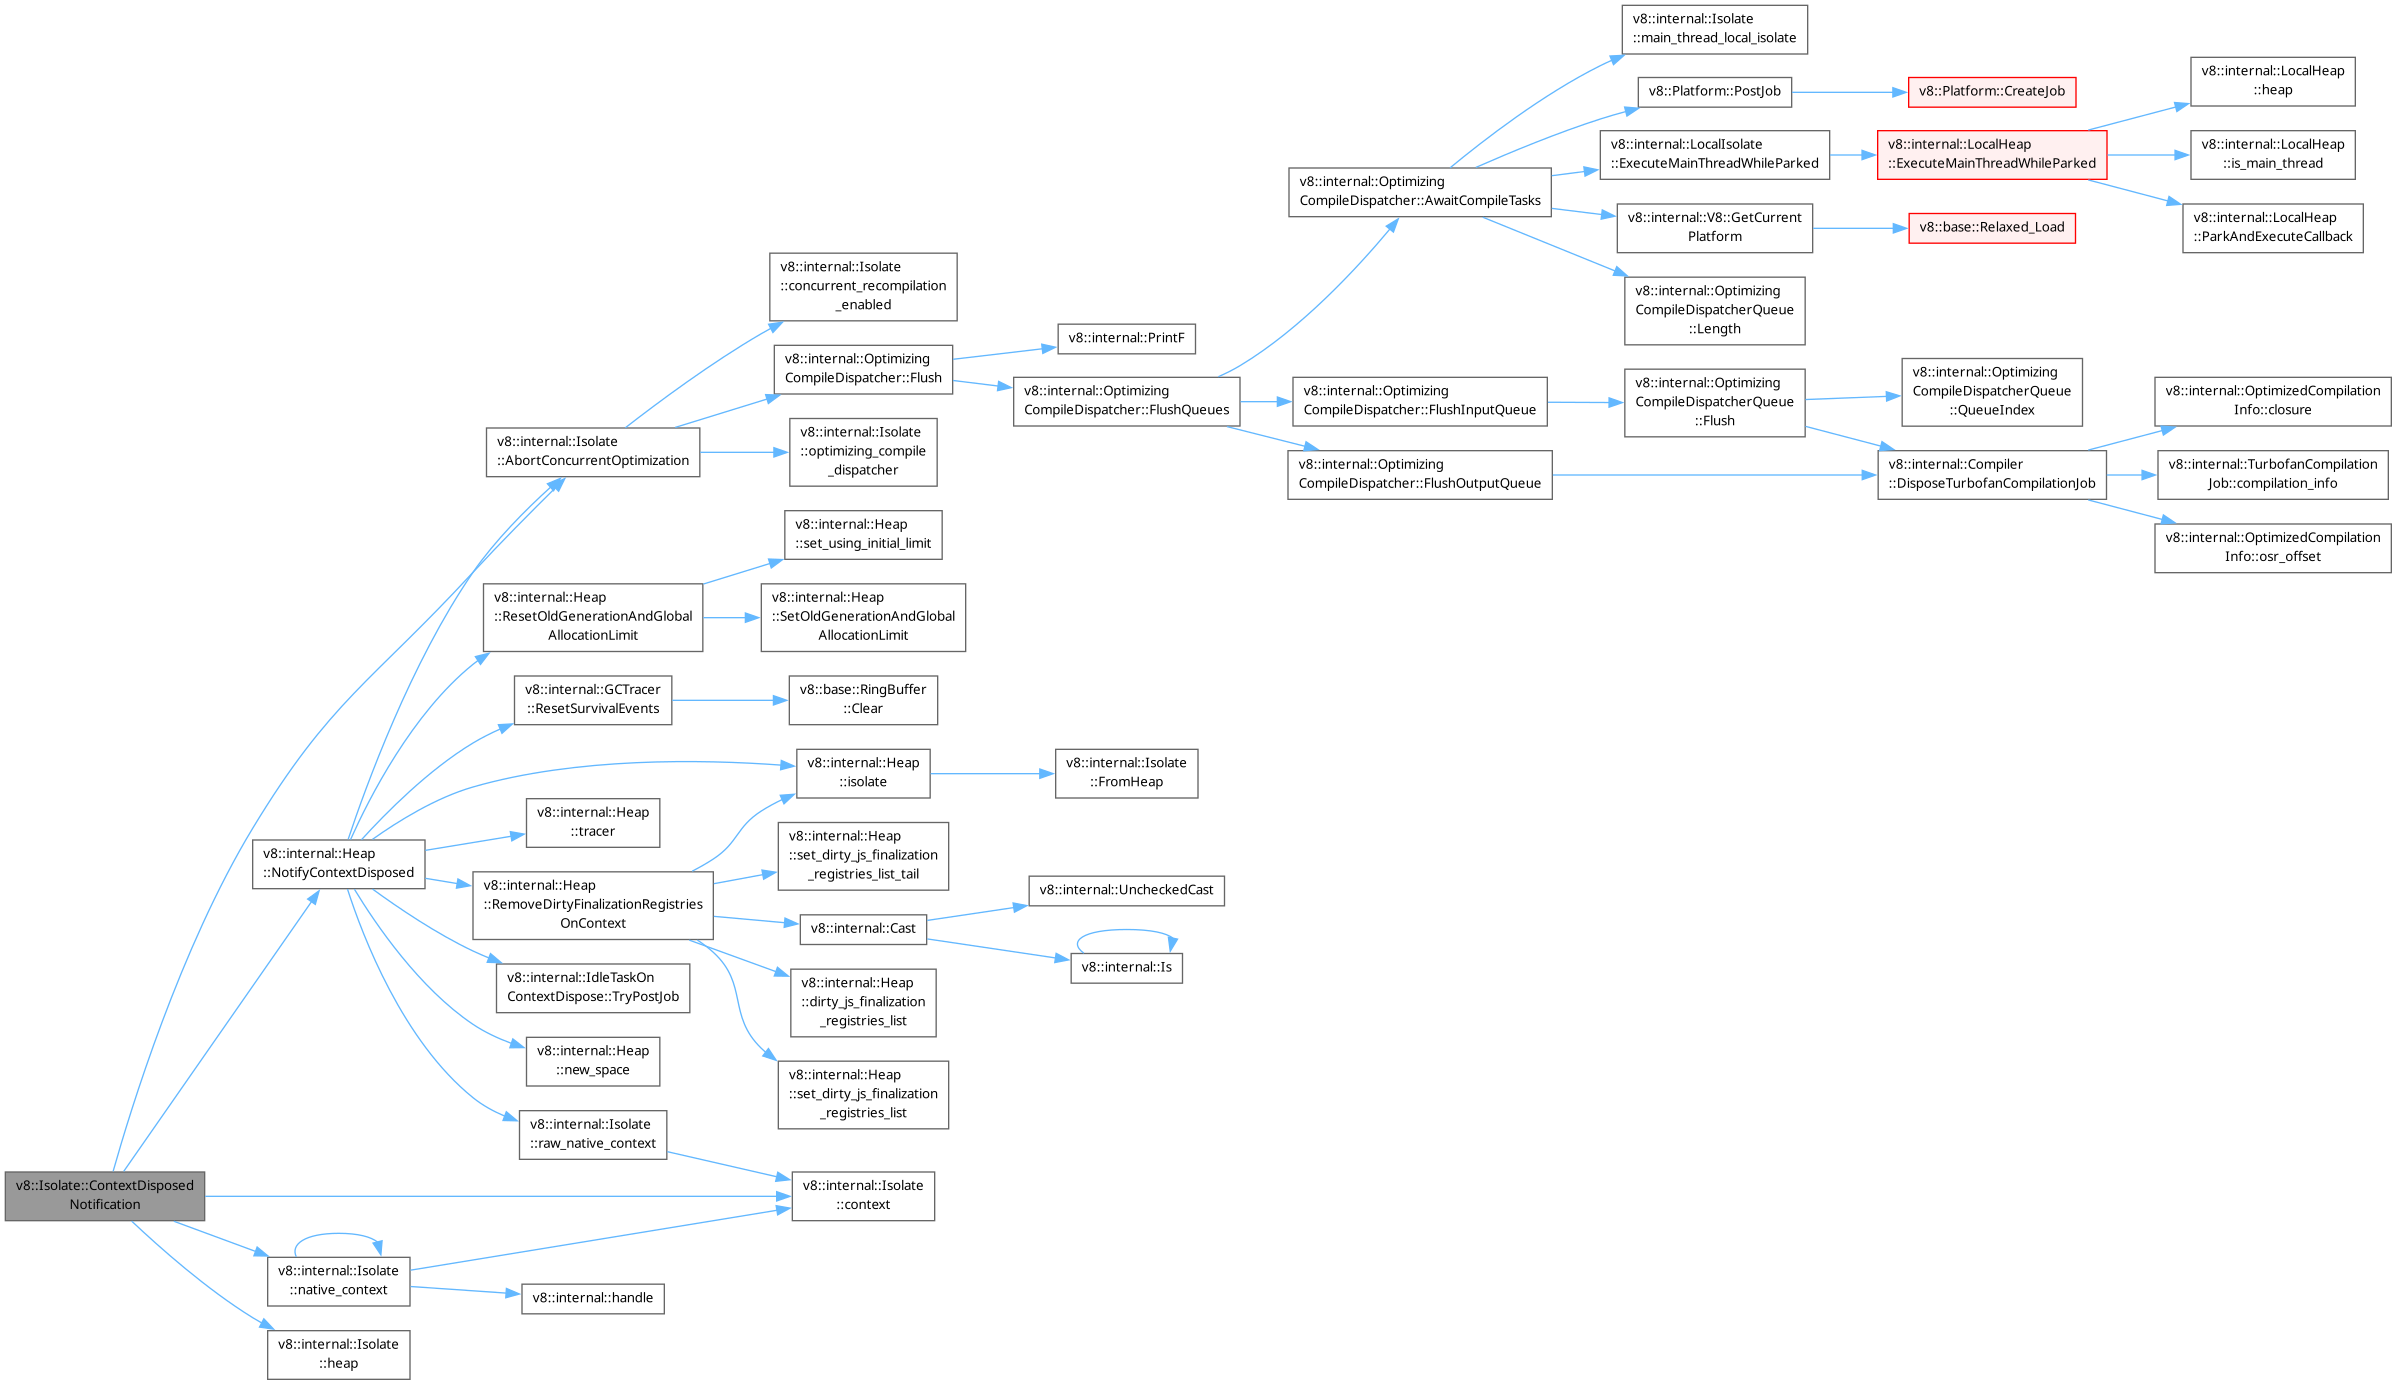 v8::internal::Isolate
::main_thread_local_isolate
v8::Platform::PostJob
v8::Platform::CreateJob
v8::internal::LocalHeap
::heap
v8::internal::LocalIsolate
::ExecuteMainThreadWhileParked
v8::internal::LocalHeap
::ExecuteMainThreadWhileParked
v8::internal::LocalHeap
::is_main_thread
v8::internal::Optimizing
CompileDispatcher::AwaitCompileTasks
v8::internal::V8::GetCurrent
Platform
v8::base::Relaxed_Load
v8::internal::LocalHeap
::ParkAndExecuteCallback
v8::internal::Optimizing
CompileDispatcherQueue
::Length
v8::internal::Isolate
::concurrent_recompilation
_enabled
v8::internal::PrintF
v8::internal::Optimizing
CompileDispatcher::Flush
v8::internal::Optimizing
CompileDispatcher::FlushQueues
v8::internal::Optimizing
CompileDispatcher::FlushInputQueue
v8::internal::Optimizing
CompileDispatcherQueue
::Flush
v8::internal::Optimizing
CompileDispatcherQueue
::QueueIndex
v8::internal::OptimizedCompilation
Info::closure
v8::internal::Isolate
::AbortConcurrentOptimization
v8::internal::Isolate
::optimizing_compile
_dispatcher
v8::internal::Optimizing
CompileDispatcher::FlushOutputQueue
v8::internal::Compiler
::DisposeTurbofanCompilationJob
v8::internal::TurbofanCompilation
Job::compilation_info
v8::internal::OptimizedCompilation
Info::osr_offset
v8::internal::Heap
::set_using_initial_limit
v8::internal::Heap
::ResetOldGenerationAndGlobal
AllocationLimit
v8::internal::Heap
::SetOldGenerationAndGlobal
AllocationLimit
v8::internal::GCTracer
::ResetSurvivalEvents
v8::base::RingBuffer
::Clear
v8::internal::Heap
::isolate
v8::internal::Isolate
::FromHeap
v8::internal::Heap
::tracer
v8::internal::Heap
::NotifyContextDisposed
v8::internal::Heap
::set_dirty_js_finalization
_registries_list_tail
v8::internal::Heap
::RemoveDirtyFinalizationRegistries
OnContext
v8::internal::Cast
v8::internal::UncheckedCast
v8::internal::Is
v8::internal::IdleTaskOn
ContextDispose::TryPostJob
v8::internal::Heap
::dirty_js_finalization
_registries_list
v8::internal::Heap
::new_space
v8::internal::Heap
::set_dirty_js_finalization
_registries_list
v8::internal::Isolate
::raw_native_context
v8::Isolate::ContextDisposed
Notification
v8::internal::Isolate
::context
v8::internal::Isolate
::native_context
v8::internal::handle
v8::internal::Isolate
::heap